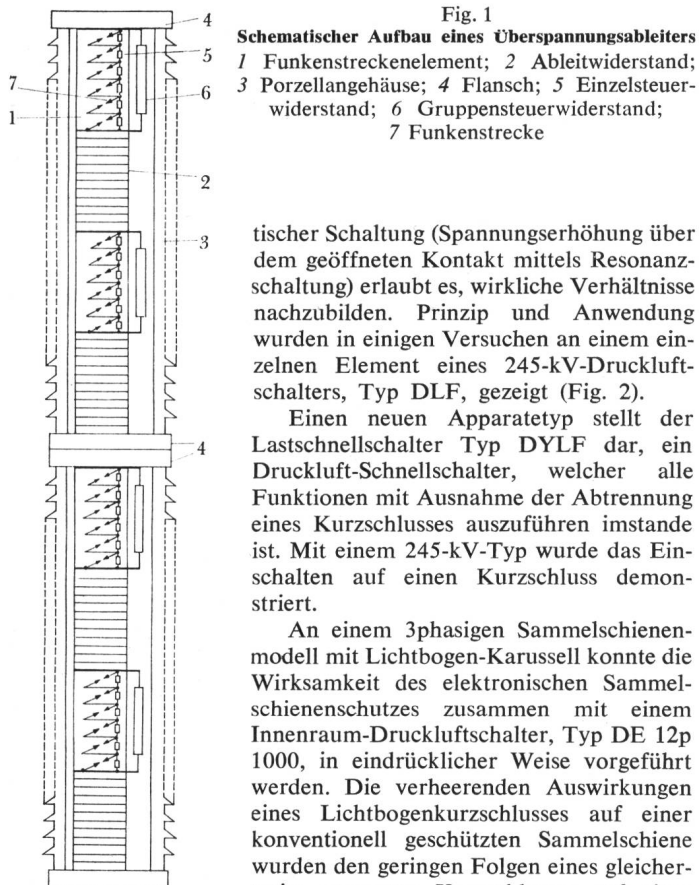 Fig. 1
Schematischer Aufbau eines Überspannungsableiters
1 Funkenstreckenelement; 2 Ableitwiderstand;
3 Porzellangehäuse; 4 Flansch; 5 Einzelsteuer-
widerstand; 6 Gruppensteuerwiderstand;
7 Funkenstrecke
4
5
7
6
1
2
3
4
tischer Schaltung (Spannungserhöhung über
dem geöffneten Kontakt mittels Resonanz-
schaltung) erlaubt es, wirkliche Verhältnisse
nachzubilden. Prinzip und Anwendung
wurden in einigen Versuchen an einem ein-
zelnen Element eines 245-kV-Druckluft-
schalters, Typ DLF, gezeigt (Fig. 2).
Einen neuen Apparatetyp stellt der
Lastschnellschalter Typ DYLF dar, ein
Druckluft-Schnellschalter, welcher alle
Funktionen mit Ausnahme der Abtrennung
eines Kurzschlusses auszuführen imstande
ist. Mit einem 245-kV-Typ wurde das Ein-
schalten auf einen Kurzschluss demon-
striert.
An einem 3phasigen Sammelschienen-
modell mit Lichtbogen-Karussell konnte die
Wirksamkeit des elektronischen Sammel-
schienenschutzes zusammen mit einem
Innenraum-Druckluftschalter, Typ DE 12p
1000, in eindrücklicher Weise vorgeführt
werden. Die verheerenden Auswirkungen
eines Lichtbogenkurzschlusses auf einer
konventionell geschützten Sammelschiene
wurden den geringen Folgen eines gleicher-